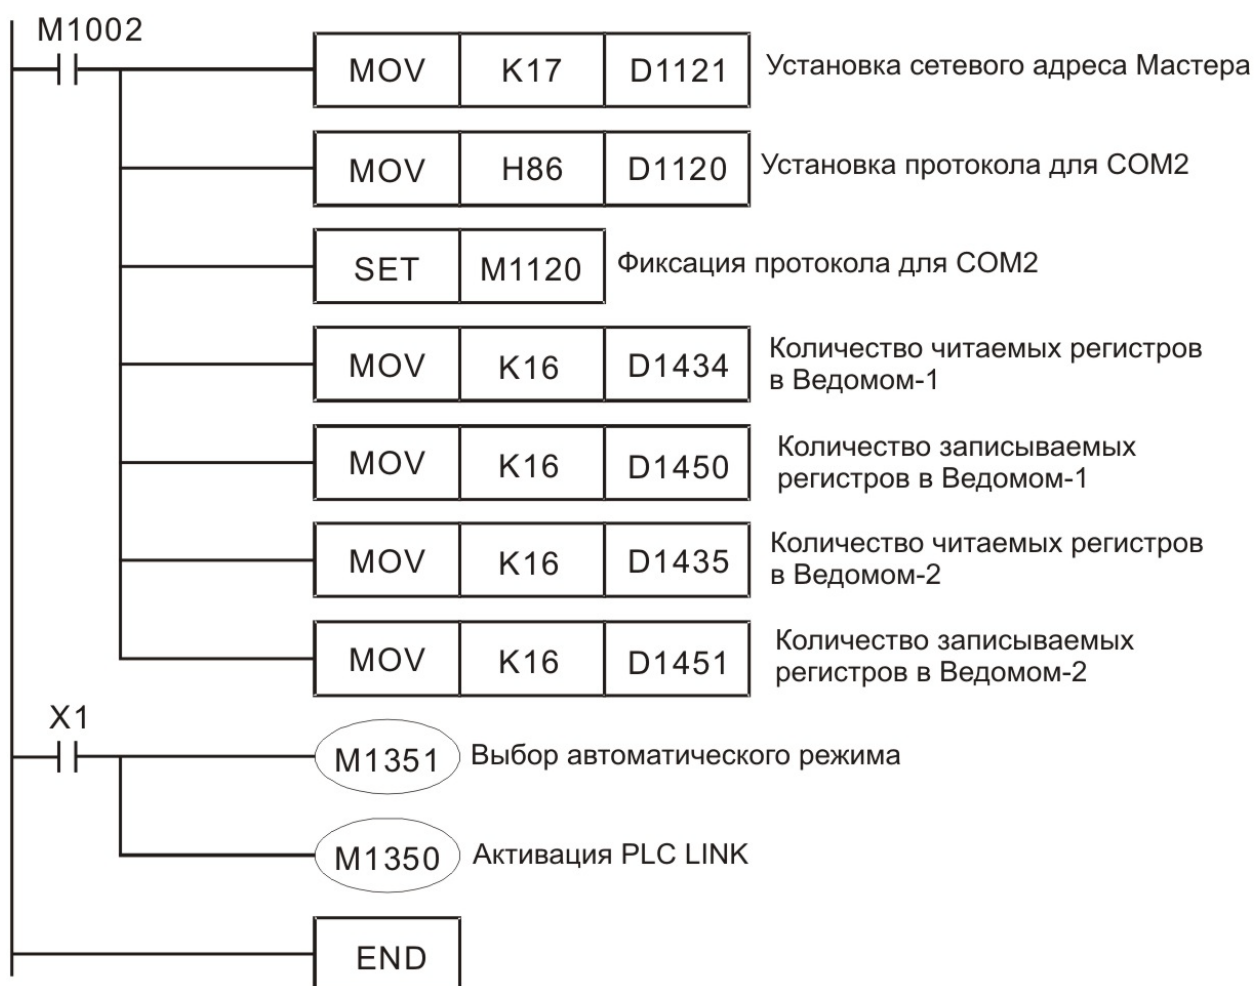 M1002
MOV K17 D1121 Установка сетевого адреса Мастера
MOV H86 D1120 Установка протокола для COM2
SET M1120 Фиксация протокола для COM2
MOV K16 D1434 Количество читаемых регистров
в Ведомом-1
MOV K16 D1450 Количество записываемых
регистров в Ведомом-1
MOV K16 D1435 Количество читаемых регистров
в Ведомом-2
MOV K16 D1451 Количество записываемых
регистров в Ведомом-2
X1
M1351 Выбор автоматического режима
M1350 Активация PLC LINK
END